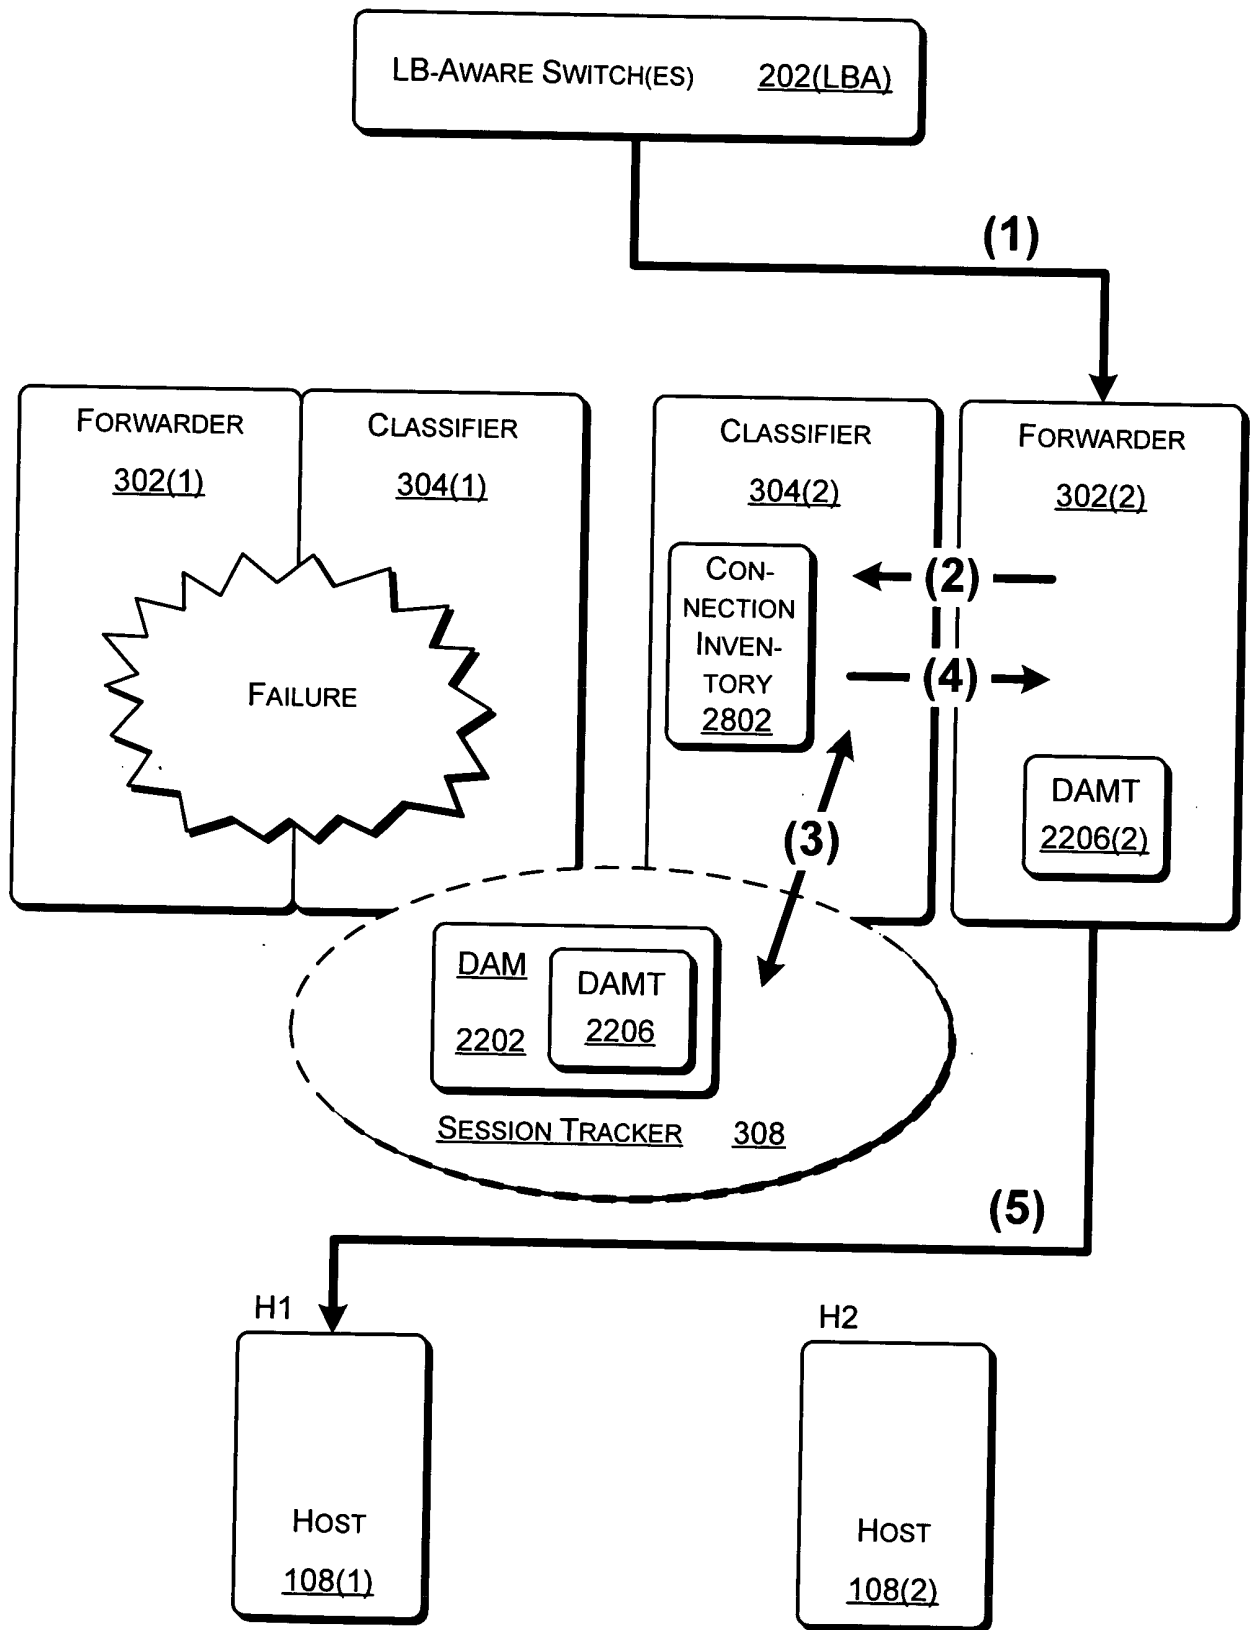 LB-AWARE SWITCH(ES) 202(LBA)
(1)
FORWARDER
302(1)
CLASSIFIER
304(1)
FAILURE
CLASSIFIER
304(2)
CON-
NECTION
INVEN-
TORY
2802
FORWARDER
302(2)
(2)
(4)
DAMT
2206(2)
(3)
DAM
2202
DAMT
2206
SESSION TRACKER 308
(5)
H1
HOST
108(1)
H2
HOST
108(2)